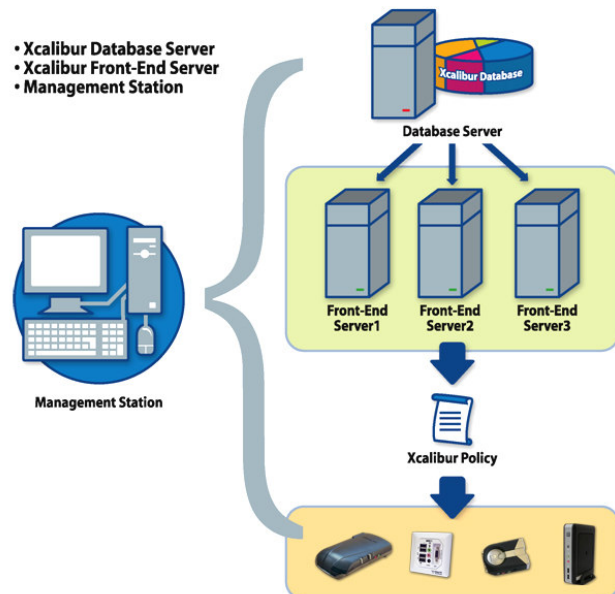 • Xcalibur Database Server
• Xcalibur Front-End Server
• Management Station
Xcalibur Database
Database Server
Front-End
Server1
Front-End
Server2
Front-End
Server3
Management Station
Xcalibur Policy